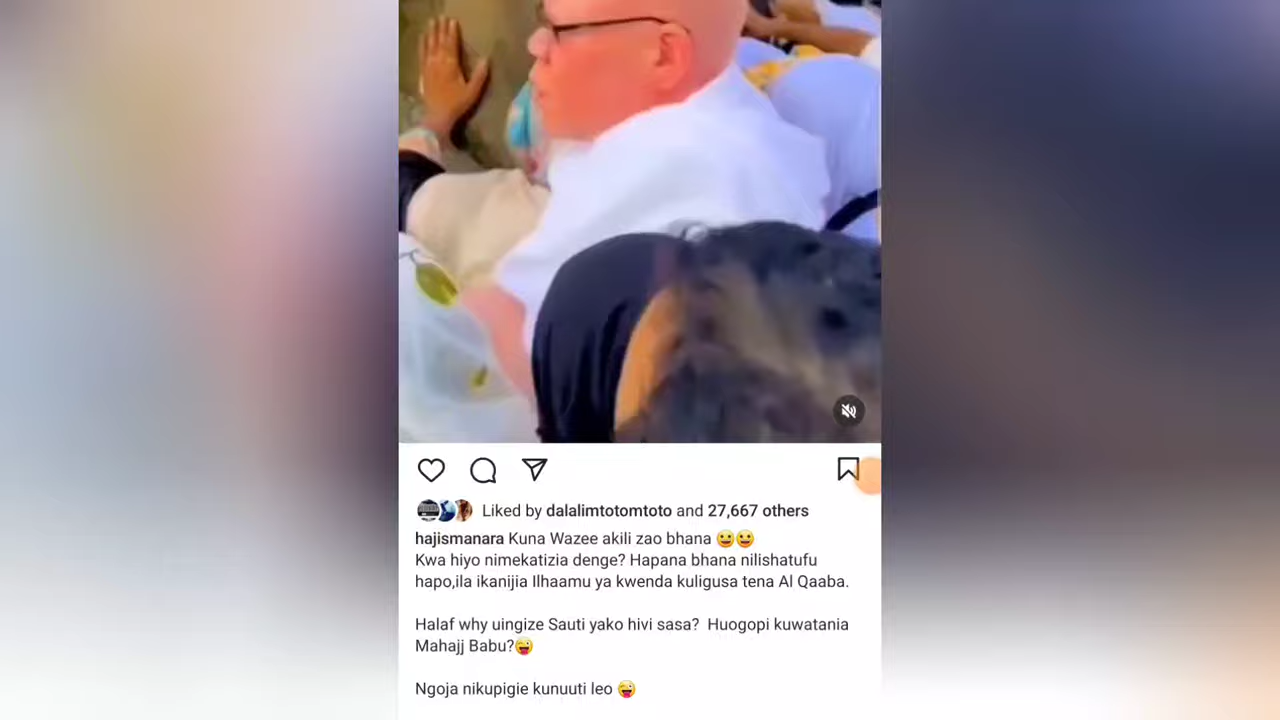 Liked by dalalimtotomtoto and 27,667 others
hajismanara Kuna Wazee akili zao bhana 😀😀
Kwa hiyo nimekatizia denge? Hapana bhana nilishatufu
hapo,ila ikanijia Ilhaamu ya kwenda kuligusa tena Al Qaaba.
Halaf why uingize Sauti yako hivi sasa?  Huogopi kuwatania
Mahajj Babu?😜
Ngoja nikupigie kunuuti leo 😜